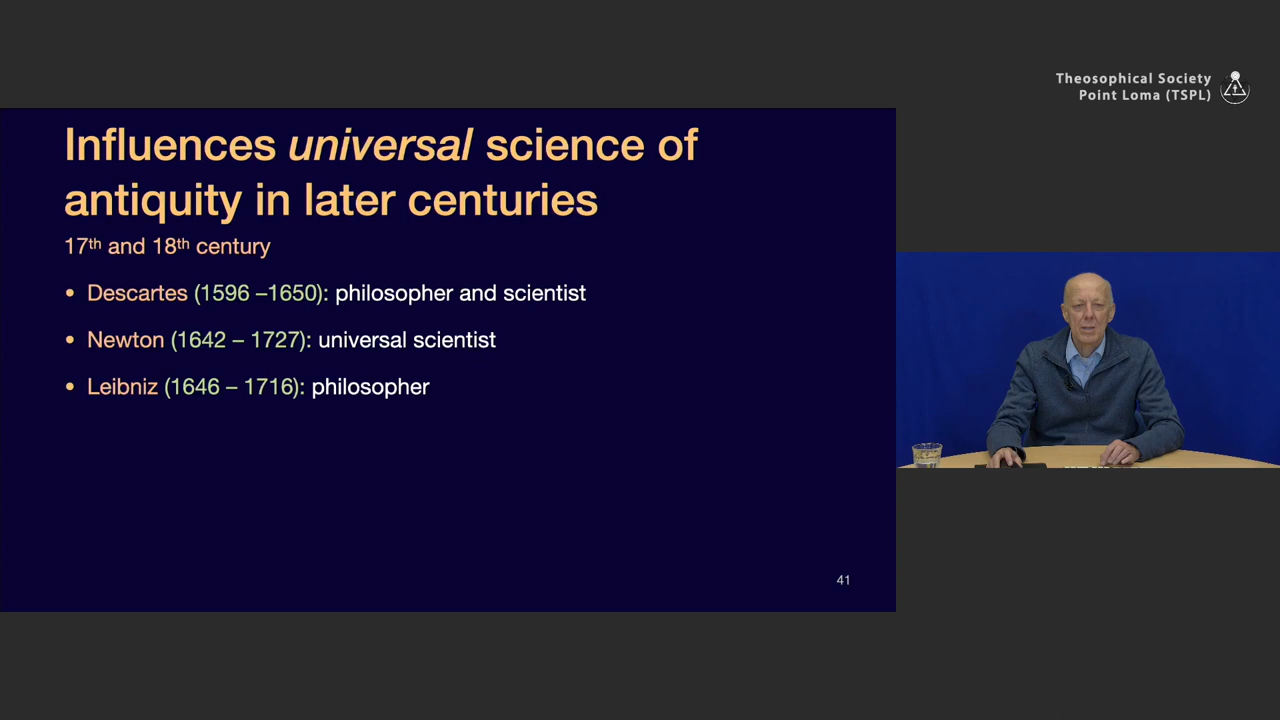 Theosophical Society
Point Loma (TSPL)
Influences universal science of
antiquity in later centuries
17th and 18th century
• Descartes (1596 –1650): philosopher and scientist
• Newton (1642 – 1727): universal scientist
• Leibniz (1646 – 1716): philosopher
41